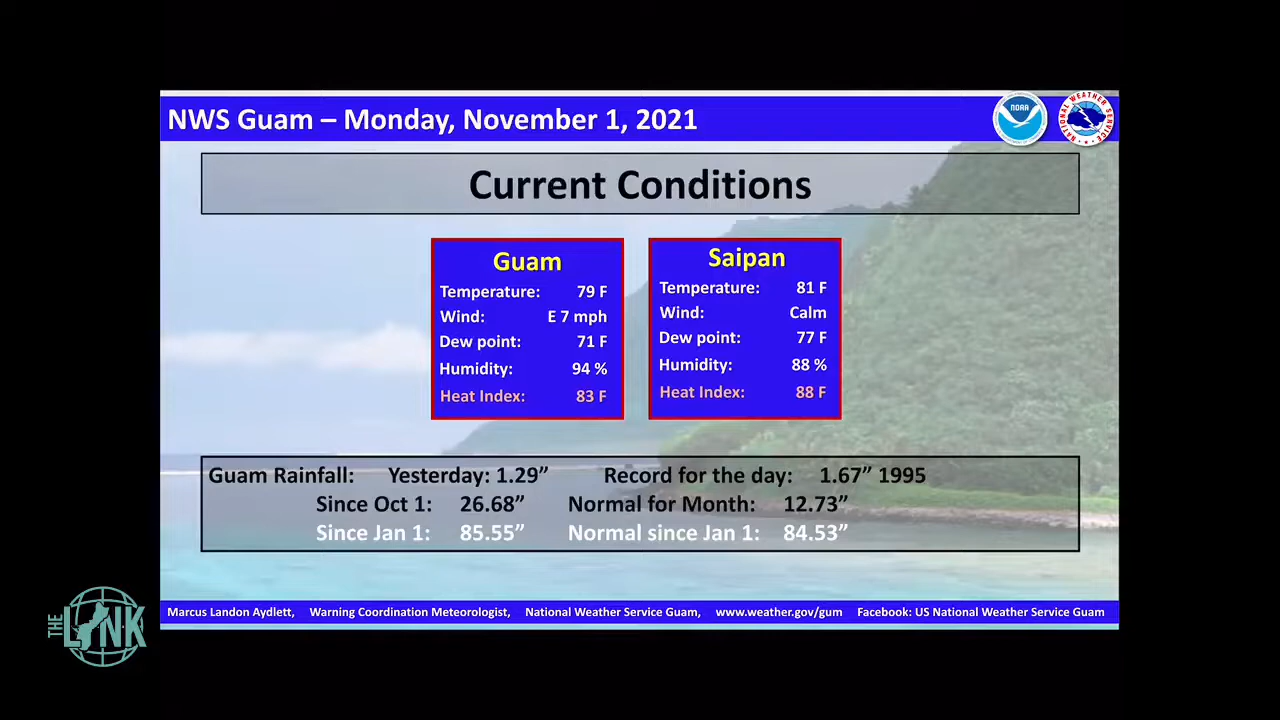 NWS Guam – Monday, November 1, 2021
NOAA
NATIONAL WEATHER SERVICE
Current Conditions
Guam
Temperature: 79 F
Wind: E 7 mph
Dew point: 71 F
Humidity: 94 %
Heat Index: 83 F
Saipan
Temperature: 81 F
Wind: Calm
Dew point: 77 F
Humidity: 88 %
Heat Index: 88 F
Guam Rainfall: Yesterday: 1.29” Record for the day: 1.67” 1995
Since Oct 1: 26.68” Normal for Month: 12.73”
Since Jan 1: 85.55” Normal since Jan 1: 84.53”
THE LINK
Marcus Landon Aydlett, Warning Coordination Meteorologist, National Weather Service Guam, www.weather.gov/gum Facebook: US National Weather Service Guam